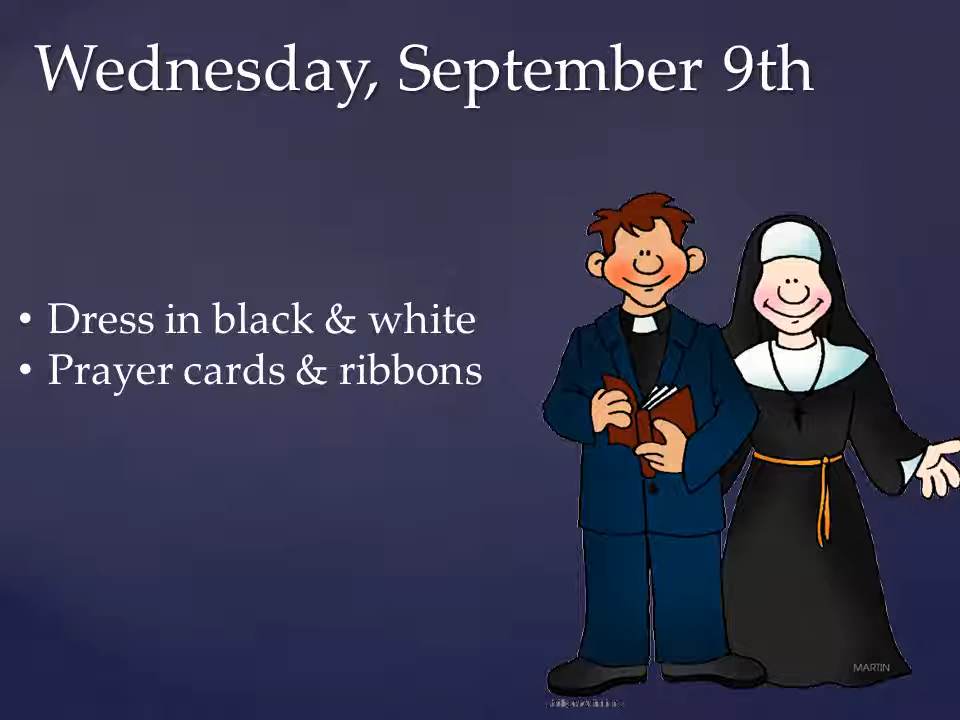 Wednesday, September 9th
• Dress in black & white
• Prayer cards & ribbons
MARTIN